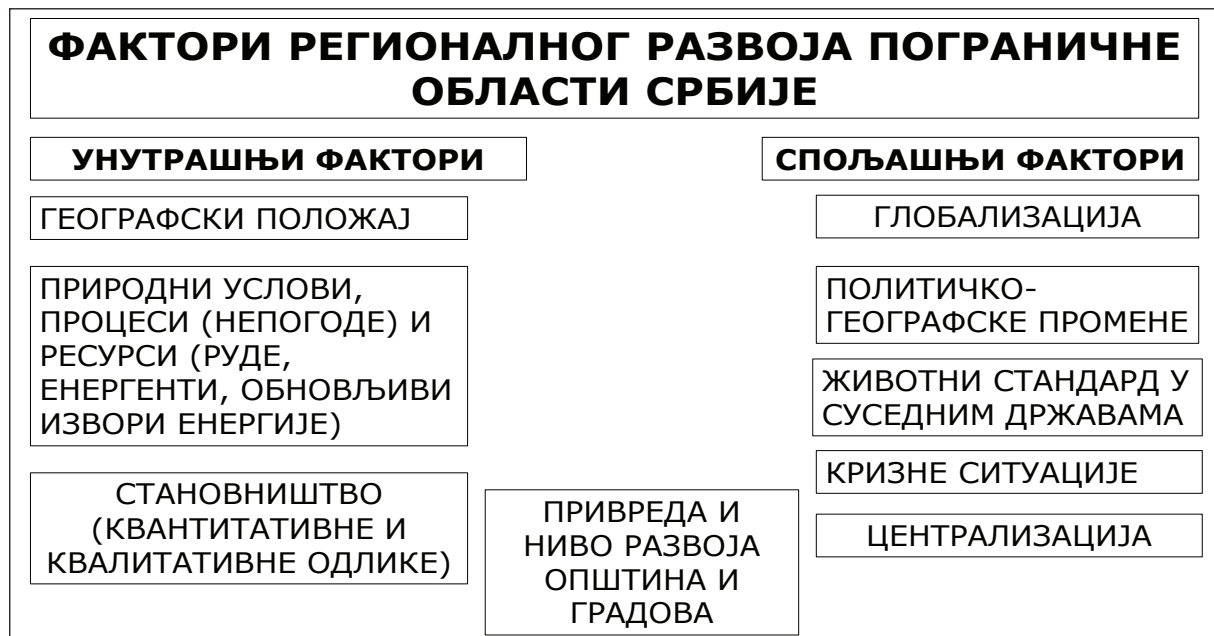 ФАКТОРИ РЕГИОНАЛНОГ РАЗВОЈА ПОГРАНИЧНЕ
ОБЛАСТИ СРБИЈЕ
УНУТРАШЊИ ФАКТОРИ
ГЕОГРАФСКИ ПОЛОЖАЈ
ПРИРОДНИ УСЛОВИ,
ПРОЦЕСИ (НЕПОГОДЕ) И
РЕСУРСИ (РУДЕ,
ЕНЕРГЕНТИ, ОБНОВЉИВИ
ИЗВОРИ ЕНЕРГИЈЕ)
СТАНОВНИШТВО
(КВАНТИТАТИВНЕ И
КВАЛИТАТИВНЕ ОДЛИКЕ)
ПРИВРЕДА И
НИВО РАЗВОЈА
ОПШТИНА И
ГРАДОВА
СПОЉАШЊИ ФАКТОРИ
ГЛОБАЛИЗАЦИЈА
ПОЛИТИЧКО-
ГЕОГРАФСКЕ ПРОМЕНЕ
ЖИВОТНИ СТАНДАРД У
СУСЕДНИМ ДРЖАВАМА
КРИЗНЕ СИТУАЦИЈЕ
ЦЕНТРАЛИЗАЦИЈА